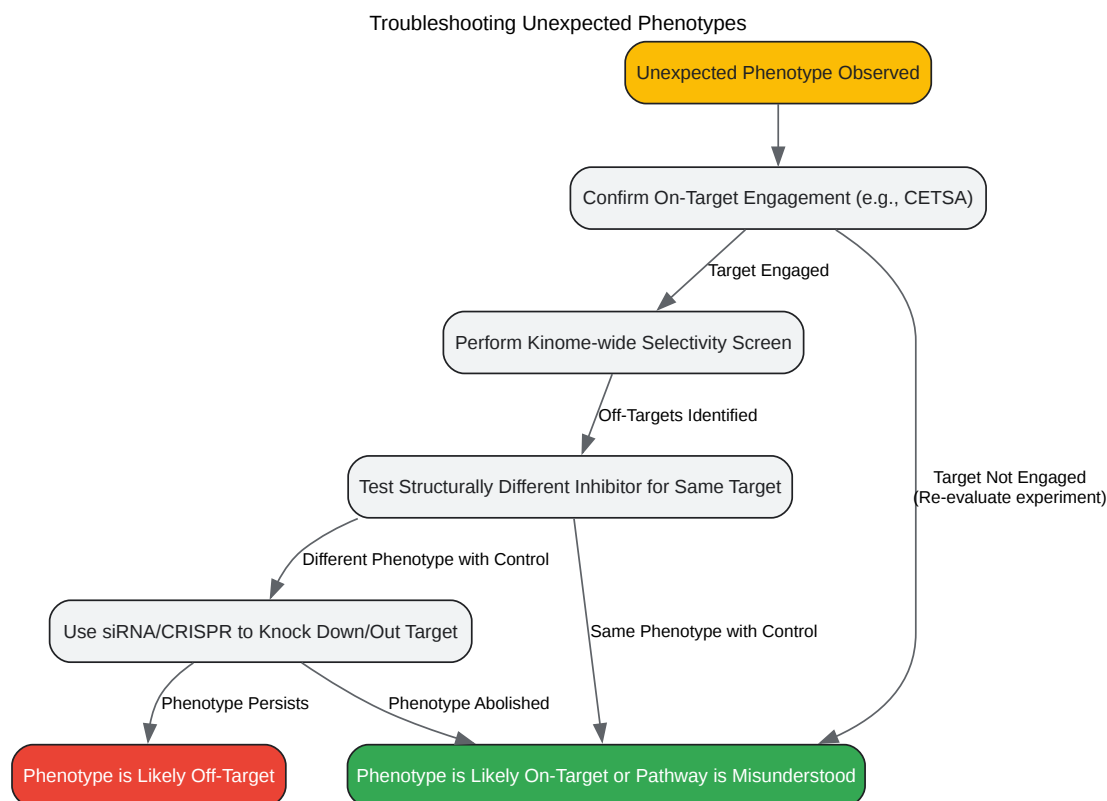 Troubleshooting Unexpected Phenotypes
Unexpected Phenotype Observed
Confirm On-Target Engagement (e.g., CETSA)
Target Engaged
Perform Kinome-wide Selectivity Screen
Off-Targets Identified
Test Structurally Different Inhibitor for Same Target
Target Not Engaged
(Re-evaluate experiment)
Different Phenotype with Control
Use siRNA/CRISPR to Knock Down/Out Target
Same Phenotype with Control
Phenotype Persists
Phenotype Abolished
Phenotype is Likely Off-Target
Phenotype is Likely On-Target or Pathway is Misunderstood